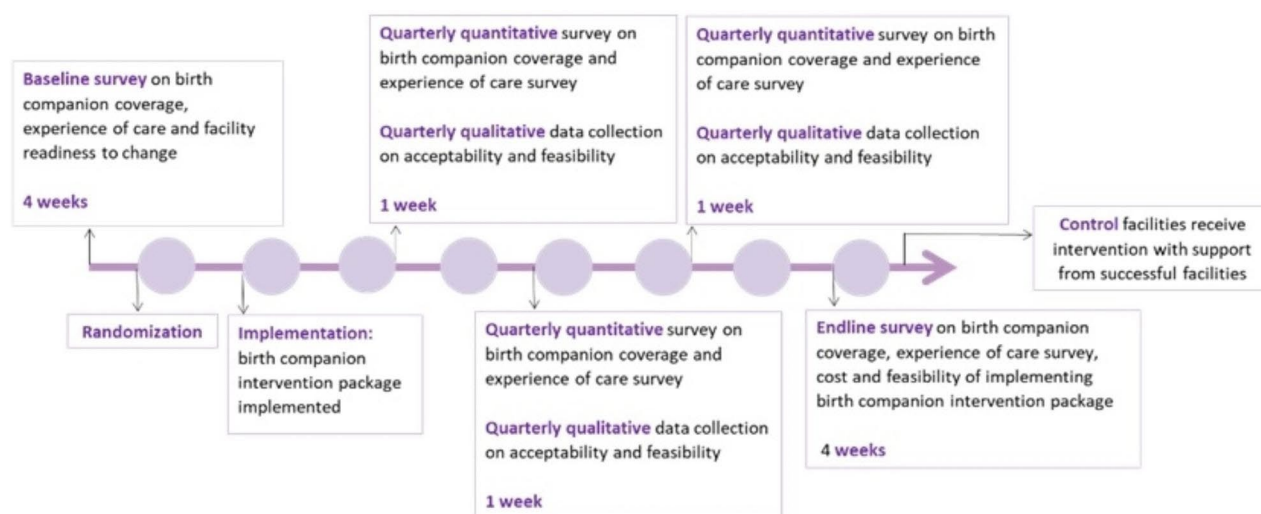 Baseline survey on birth
companion coverage,
experience of care and facility
readiness to change
4 weeks
Randomization
Implementation:
birth companion
intervention package
implemented
Quarterly quantitative survey on
birth companion coverage and
experience of care survey
Quarterly qualitative data collection
on acceptability and feasibility
1 week
Quarterly quantitative survey on
birth companion coverage and
experience of care survey
Quarterly qualitative data collection
on acceptability and feasibility
1 week
Quarterly quantitative survey on birth
companion coverage and experience
of care survey
Quarterly qualitative data collection
on acceptability and feasibility
1 week
Endline survey on birth companion
coverage, experience of care survey,
cost and feasibility of implementing
birth companion intervention package
4 weeks
Control facilities receive
intervention with support
from successful facilities